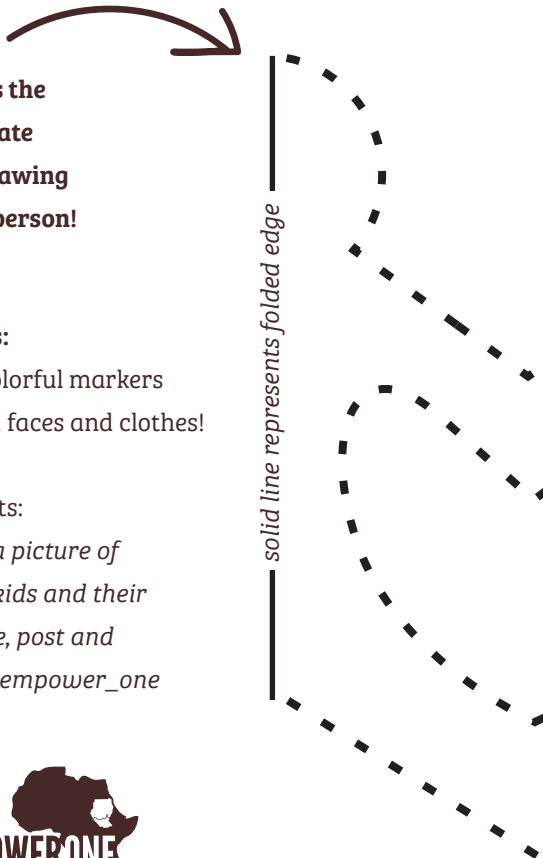 s the
ate
awing
person!
s:
olorful markers
faces and clothes!
ts:
a picture of
kids and their
e, post and
empower_one
solid line represents folded edge
OWERONE